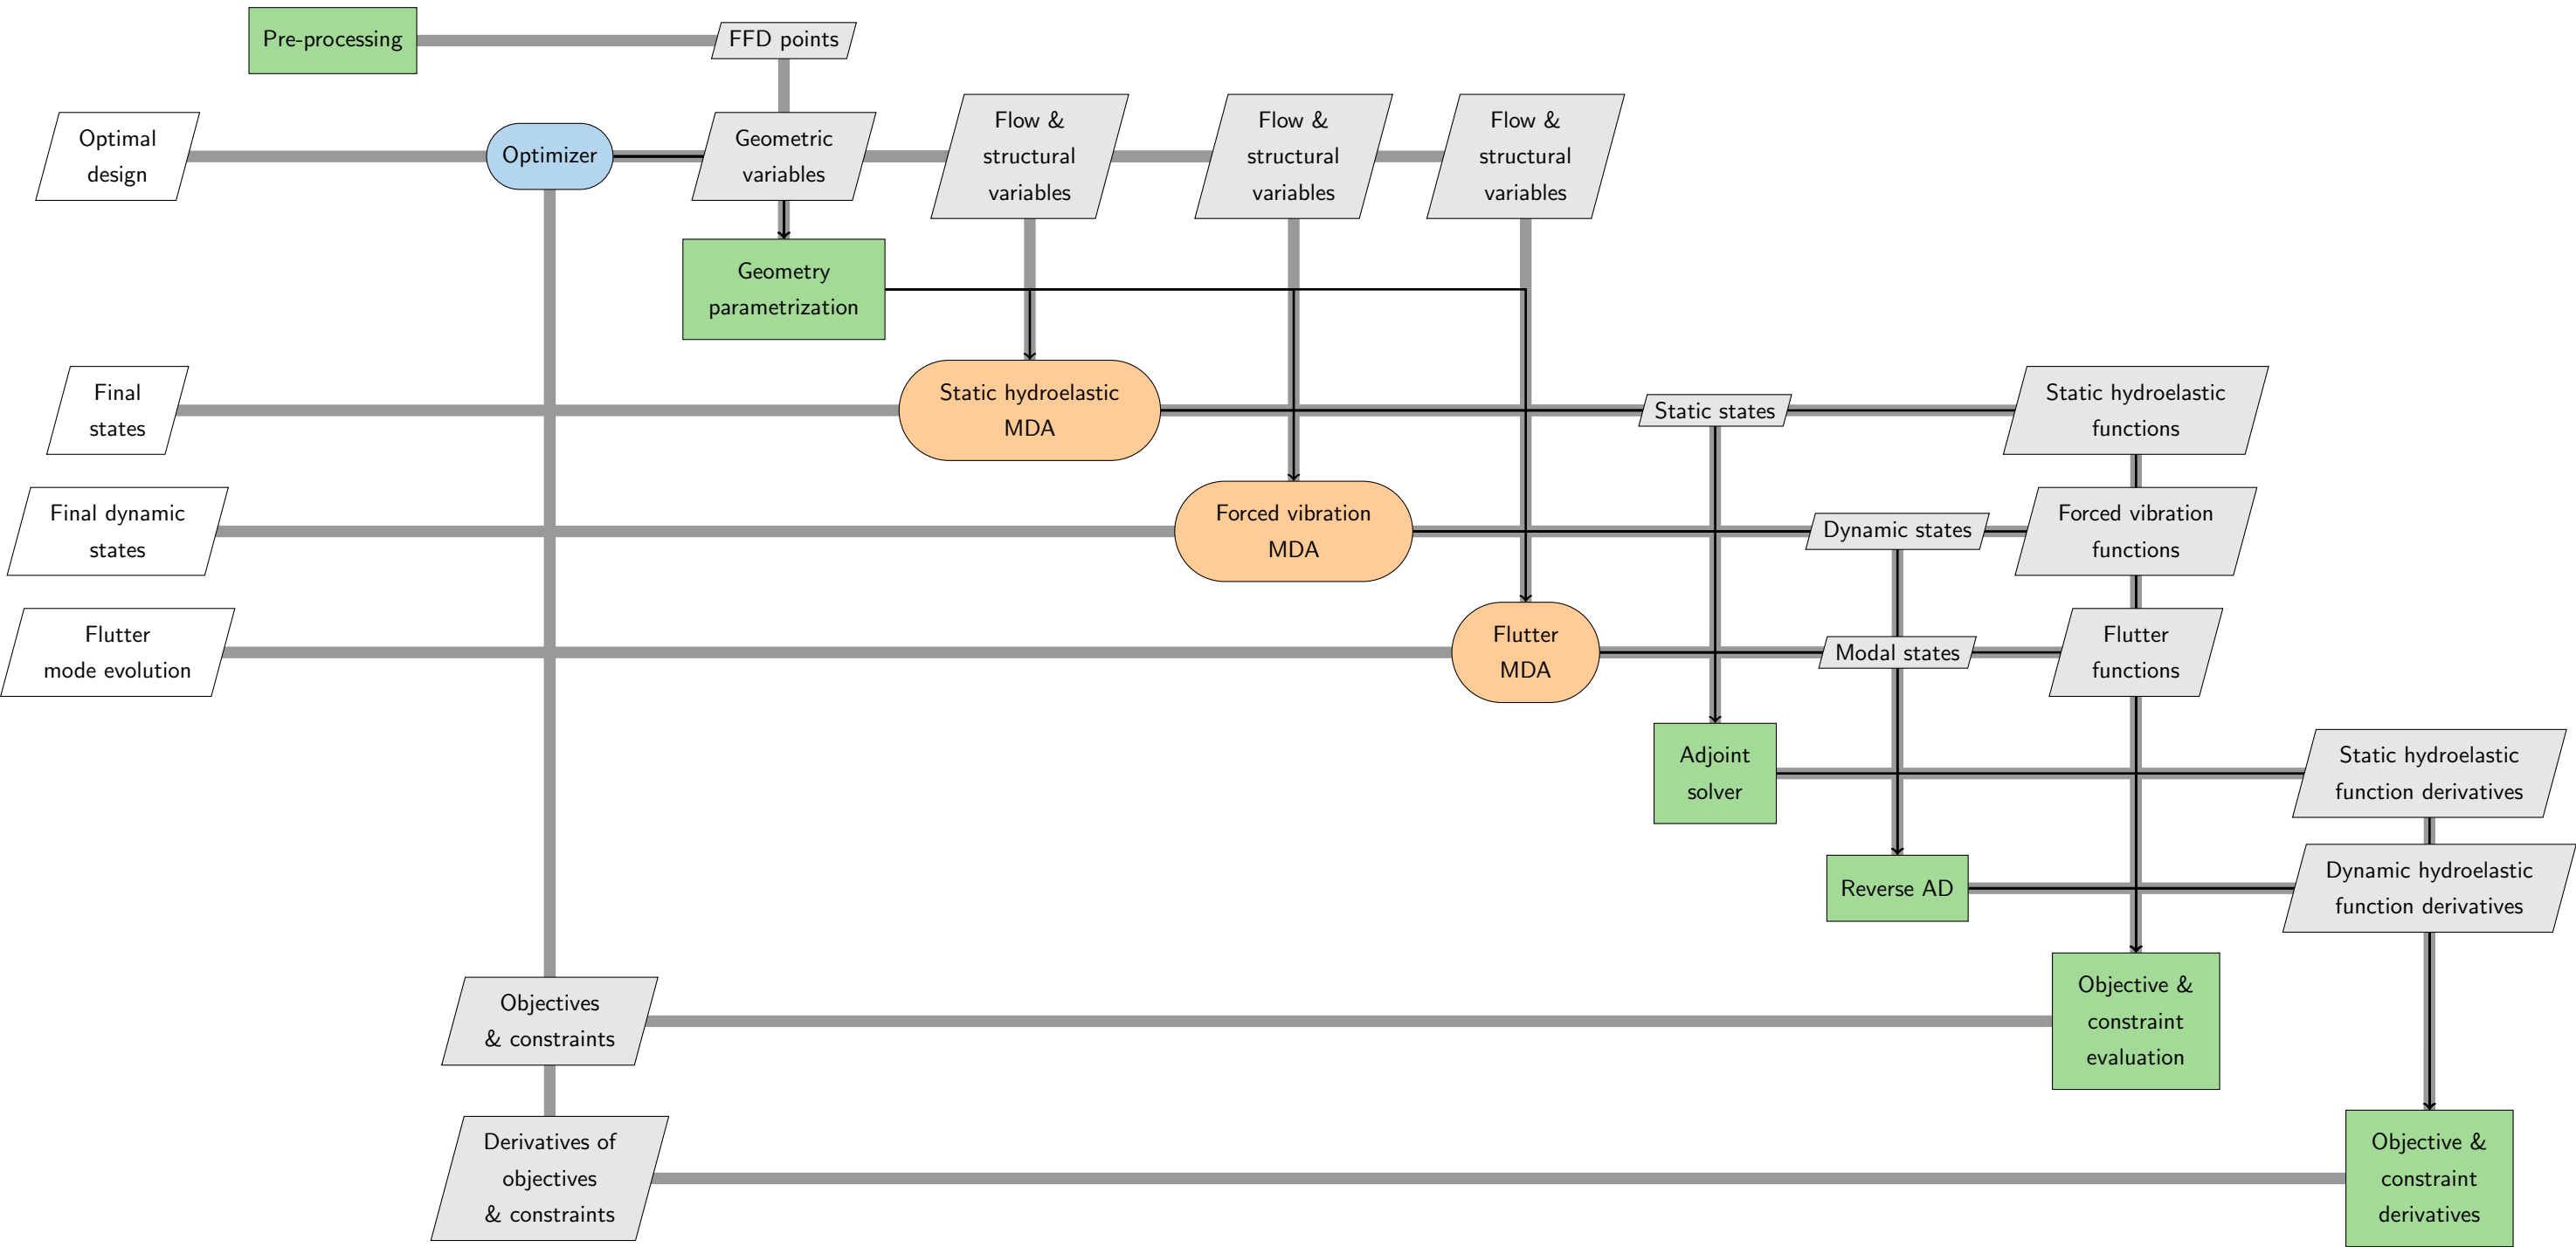 Pre-processing
FFD points
Optimal
design
Optimizer
Geometric
variables
Flow &
structural
variables
Flow &
structural
variables
Flow &
structural
variables
Geometry
parametrization
Final
states
Static hydroelastic
MDA
Static states
Static hydroelastic
functions
Final dynamic
states
Forced vibration
MDA
Dynamic states
Forced vibration
functions
Flutter
mode evolution
Flutter
MDA
Modal states
Flutter
functions
Adjoint
solver
Static hydroelastic
function derivatives
Reverse AD
Dynamic hydroelastic
function derivatives
Objectives
& constraints
Objective &
constraint
evaluation
Derivatives of
objectives
& constraints
Objective &
constraint
derivatives